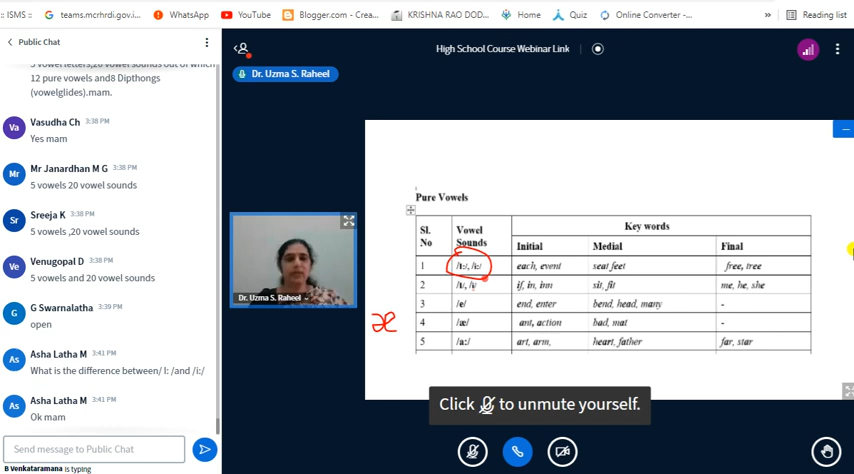 :: ISMS :: teams.mcrhrdi.gov.i... WhatsApp YouTube Blogger.com - Crea... KRISHNA RAO DOD... Home Quiz Online Converter -... » Reading list
Public Chat
12 pure vowels and8 Dipthongs
(vowelglides).mam.
Va Vasudha Ch 3:38 PM
Yes mam
Mr Mr Janardhan M G 3:38 PM
5 vowels 20 vowel sounds
Sr Sreeja K 3:38 PM
5 vowels ,20 vowel sounds
Ve Venugopal D 3:38 PM
5 vowels and 20 vowel sounds
G G Swarnalatha 3:39 PM
open
As Asha Latha M 3:41 PM
What is the difference between/ I: /and /i:/
As Asha Latha M 3:41 PM
Ok mam
Send message to Public Chat
B Venkataramana is typing
High School Course Webinar Link
Dr. Uzma S. Raheel
Dr. Uzma S. Raheel
Pure Vowels
Sl. No Vowel Sounds Key words
Initial Medial Final
1 each, event seat feet free, tree
2 if, in, inn sit, fit me, he, she
3 /e/ end, enter bend, head, many -
4 /æ/ ant, action bad, mat -
5 /a:/ art, arm, heart, father far, star
æ
Click to unmute yourself.